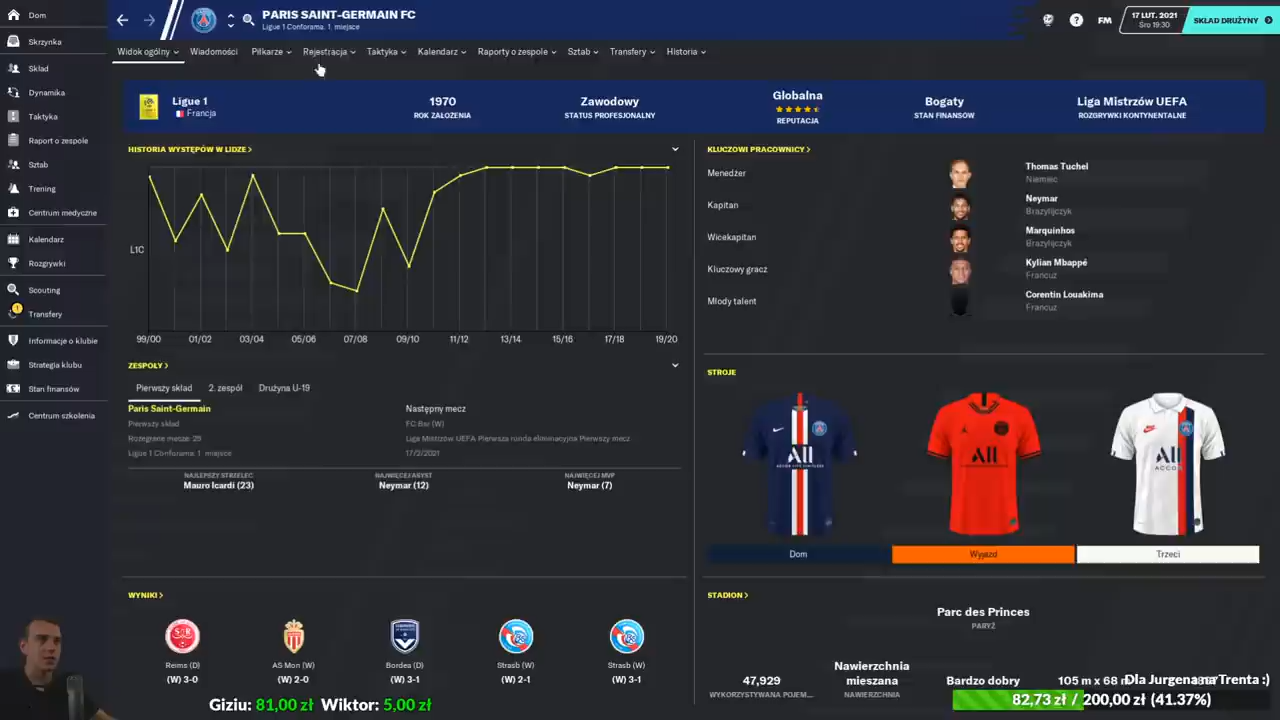 Dom
Skrzynka
Skład
Dynamika
Taktyka
Raport o zespole
Sztab
Trening
Centrum medyczne
Kalendarz
Rozgrywki
Scouting
1
Transfery
Informacje o klubie
Strategia klubu
Stan finansów
Centrum szkolenia
PARIS SAINT-GERMAIN FC
Ligue 1 Conforama. 1. miejsce
FM
17 LUT. 2021
Śro 19:30
SKŁAD DRUŻYNY
Widok ogólny
Wiadomości
Piłkarze
Rejestracja
Taktyka
Kalendarz
Raporty o zespole
Sztab
Transfery
Historia
Ligue 1
Francja
1970
ROK ZAŁOŻENIA
Zawodowy
STATUS PROFESJONALNY
Globalna
REPUTACJA
Bogaty
STAN FINANSÓW
Liga Mistrzów UEFA
ROZGRYWKI KONTYNENTALNE
HISTORIA WYSTĘPÓW W LIDZE >
L1C
99/00 01/02 03/04 05/06 07/08 09/10 11/12 13/14 15/16 17/18 19/20
ZESPOŁY >
Pierwszy skład
2. zespół
Drużyna U-19
Paris Saint-Germain
Pierwszy skład
Ligue 1 Conforama: 1. miejsce
Następny mecz
Liga Mistrzów UEFA Pierwsza runda eliminacyjna Pierwszy mecz
17/2/2021
NAJLEPSZY STRZELEC
Mauro Icardi (23)
NAJWIĘCEJ ASYST
Neymar (12)
NAJWIĘCEJ MVP
Neymar (7)
WYNIKI >
Reims (D)
(W) 3-0
AS Mon (W)
(W) 2-0
Bordea (D)
(W) 3-1
Strasb (W)
(W) 2-1
Strasb (W)
(W) 3-1
KLUCZOWI PRACOWNICY >
Menedżer
Thomas Tuchel
Niemiec
Kapitan
Neymar
Brazylijczyk
Wicekapitan
Marquinhos
Brazylijczyk
Kluczowy gracz
Kylian Mbappé
Francuz
Młody talent
Corentin Louakima
Francuz
STROJE
Dom
Wyjazd
Trzeci
STADION >
Parc des Princes
PARYŻ
47,929
WYKORZYSTYWANA POJEM...
Nawierzchnia mieszana
NAWIERZCHNIA
Bardzo dobry
105 m x 68 m
Dla Jurgena na Trenta :)
82,73 zł / 200,00 zł (41.37%)
Giziu: 81,00 zł Wiktor: 5,00 zł